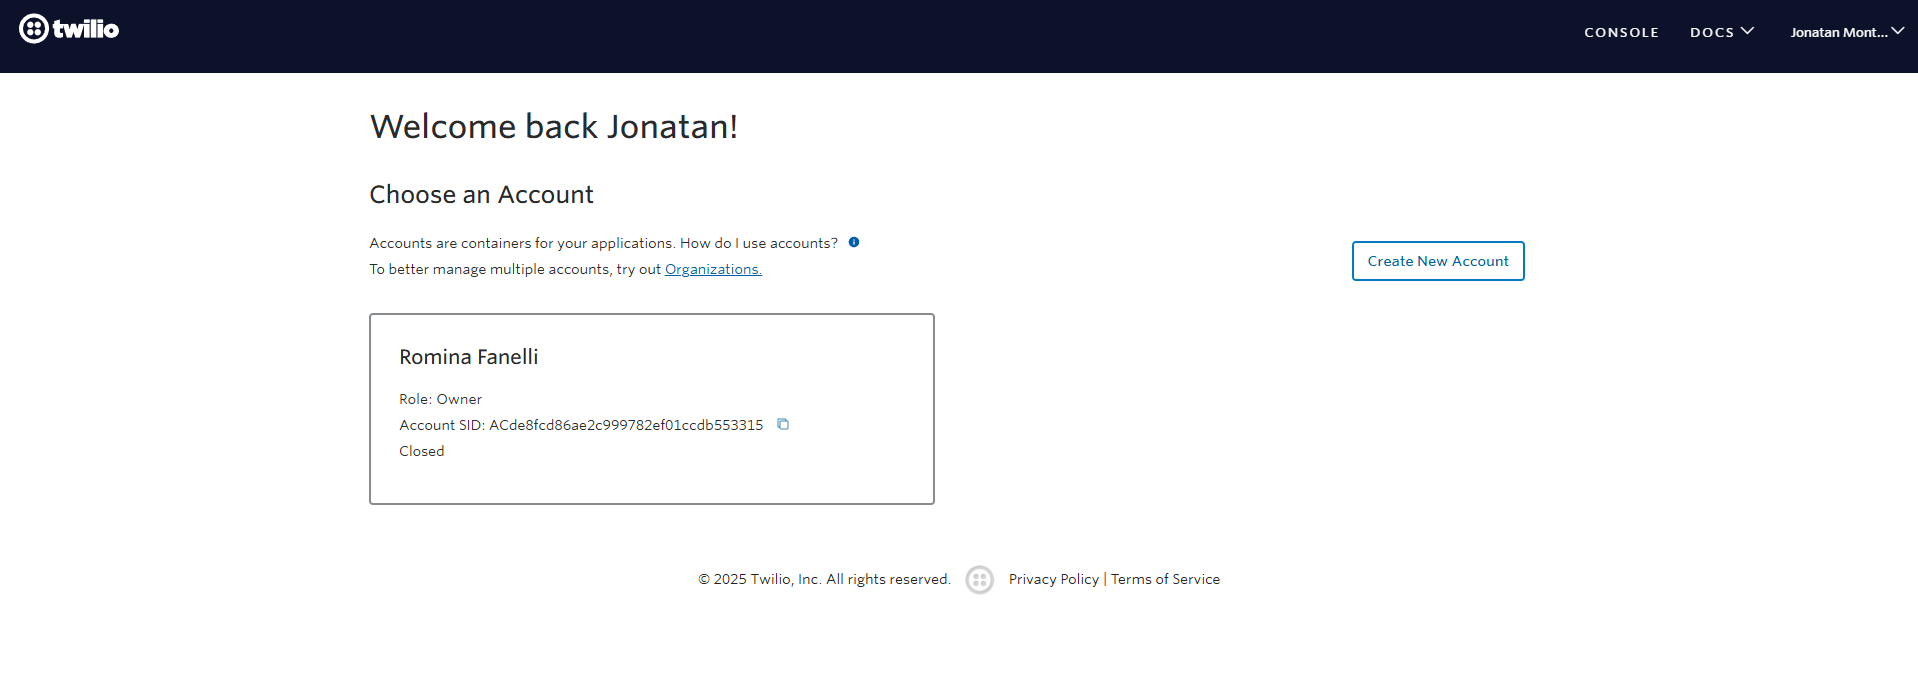 twilio
CONSOLE DOCS Jonatan Mont...
Welcome back Jonatan!
Choose an Account
Accounts are containers for your applications. How do I use accounts?
To better manage multiple accounts, try out Organizations.
Create New Account
Romina Fanelli
Role: Owner
Account SID: ACde8fcd86ae2c999782ef01ccdb553315
Closed
© 2025 Twilio, Inc. All rights reserved. Privacy Policy | Terms of Service